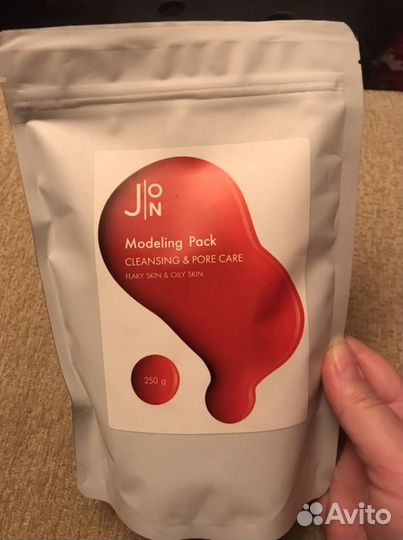 J|ON
Modeling Pack
CLEANSING & PORE CARE
FLAKY SKIN & OILY SKIN
250 g
Avito